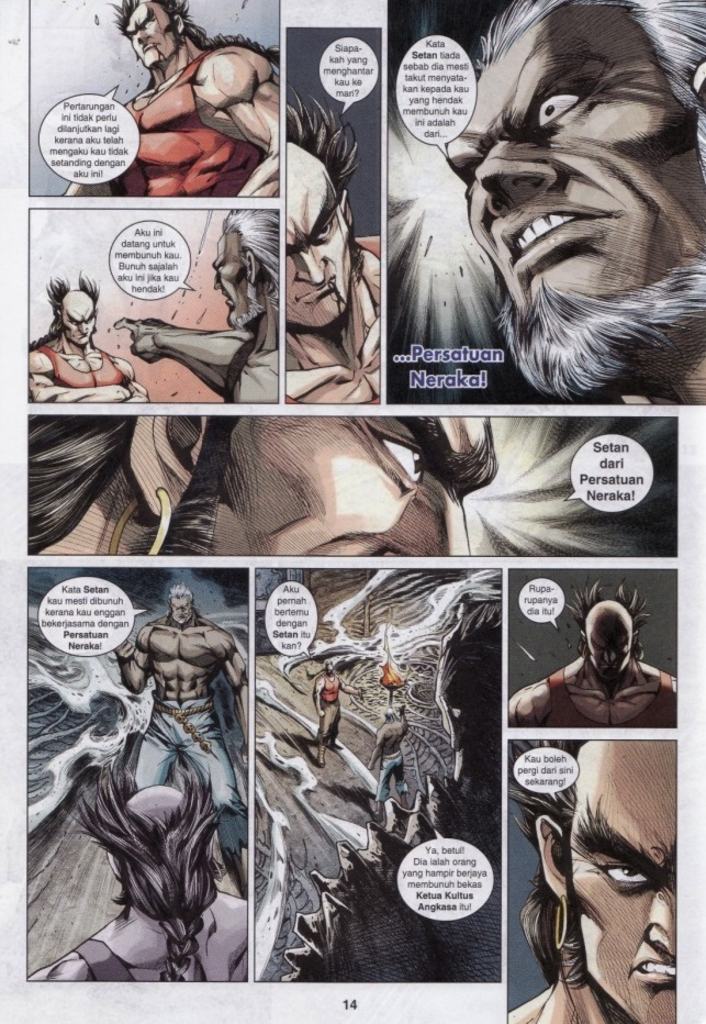 Pertarungan
ini tidak perlu
dilanjutkan lagi
kerana aku telah
mengaku kau tidak
setanding dengan
aku ini!
Aku ini
datang untuk
membunuh kau.
Bunuh sajalah
aku ini jika kau
hendak!
Siapa-
kah yang
menghantar
kau ke
mari?
Kata
Setan tiada
sebab dia mesti
takut menyata-
kan kepada kau
yang hendak
membunuh kau
ini adalah
dari...
...Persatuan
Neraka!
Setan
dari
Persatuan
Neraka!
Kata Setan
kau mesti dibunuh
kerana kau enggan
bekerjasama dengan
Persatuan
Neraka!
Aku
pernah
bertemu
dengan
Setan itu
kan?
Ya, betul!
Dia ialah orang
yang hampir berjaya
membunuh bekas
Ketua Kultus
Angkasa itu!
Rupa-
rupanya
dia itu!
Kau boleh
pergi dari sini
sekarang!
14